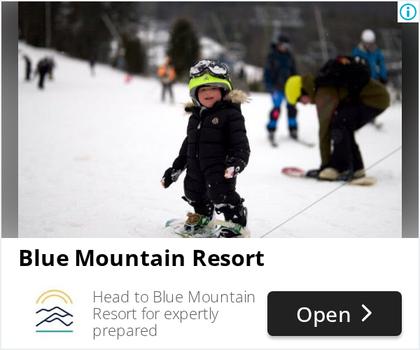 Blue Mountain Resort
Head to Blue Mountain
Resort for expertly
prepared
Open